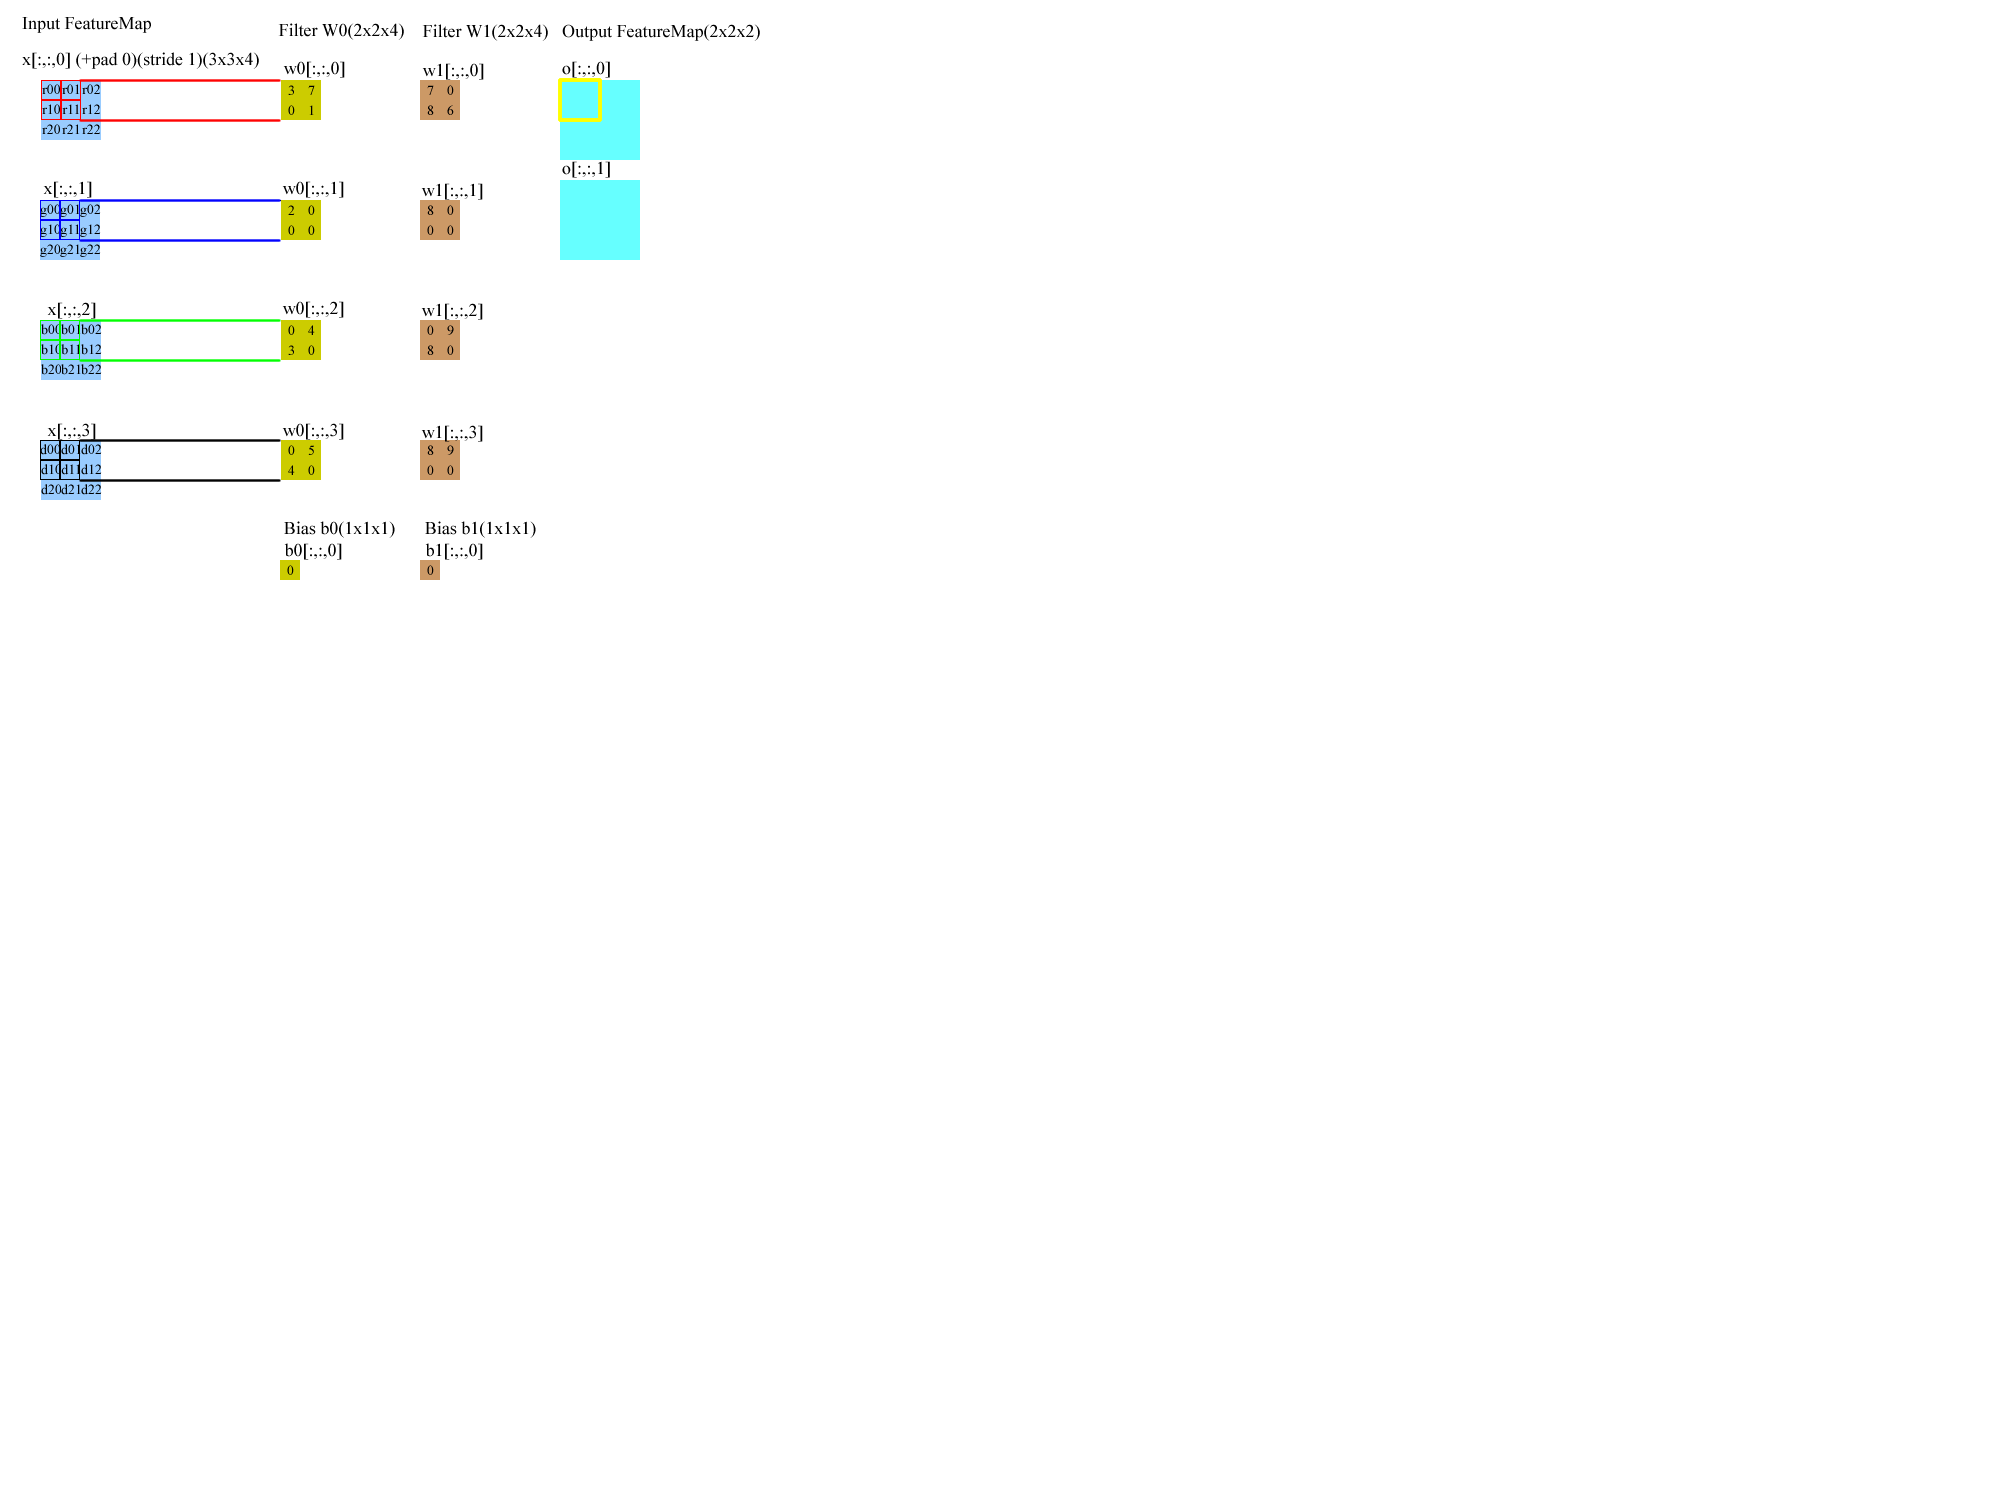 Input FeatureMap
Filter W0(2x2x4)
Filter W1(2x2x4)
Output FeatureMap(2x2x2)
x[:,:,0] (+pad 0)(stride 1)(3x3x4)
w0[:,:,0]
w1[:,:,0]
o[:,:,0]
r00 r01 r02
3 7
7 0
r10 r11 r12
0 1
8 6
r20 r21 r22
o[:,:,1]
x[:,:,1]
w0[:,:,1]
w1[:,:,1]
g00 g01 g02
2 0
8 0
g10 g11 g12
0 0
0 0
g20 g21 g22
x[:,:,2]
w0[:,:,2]
w1[:,:,2]
b00 b01 b02
0 4
0 9
b10 b11 b12
3 0
8 0
b20 b21 b22
x[:,:,3]
w0[:,:,3]
w1[:,:,3]
d00 d01 d02
0 5
8 9
d10 d11 d12
4 0
0 0
d20 d21 d22
Bias b0(1x1x1)
Bias b1(1x1x1)
b0[:,:,0]
b1[:,:,0]
0
0